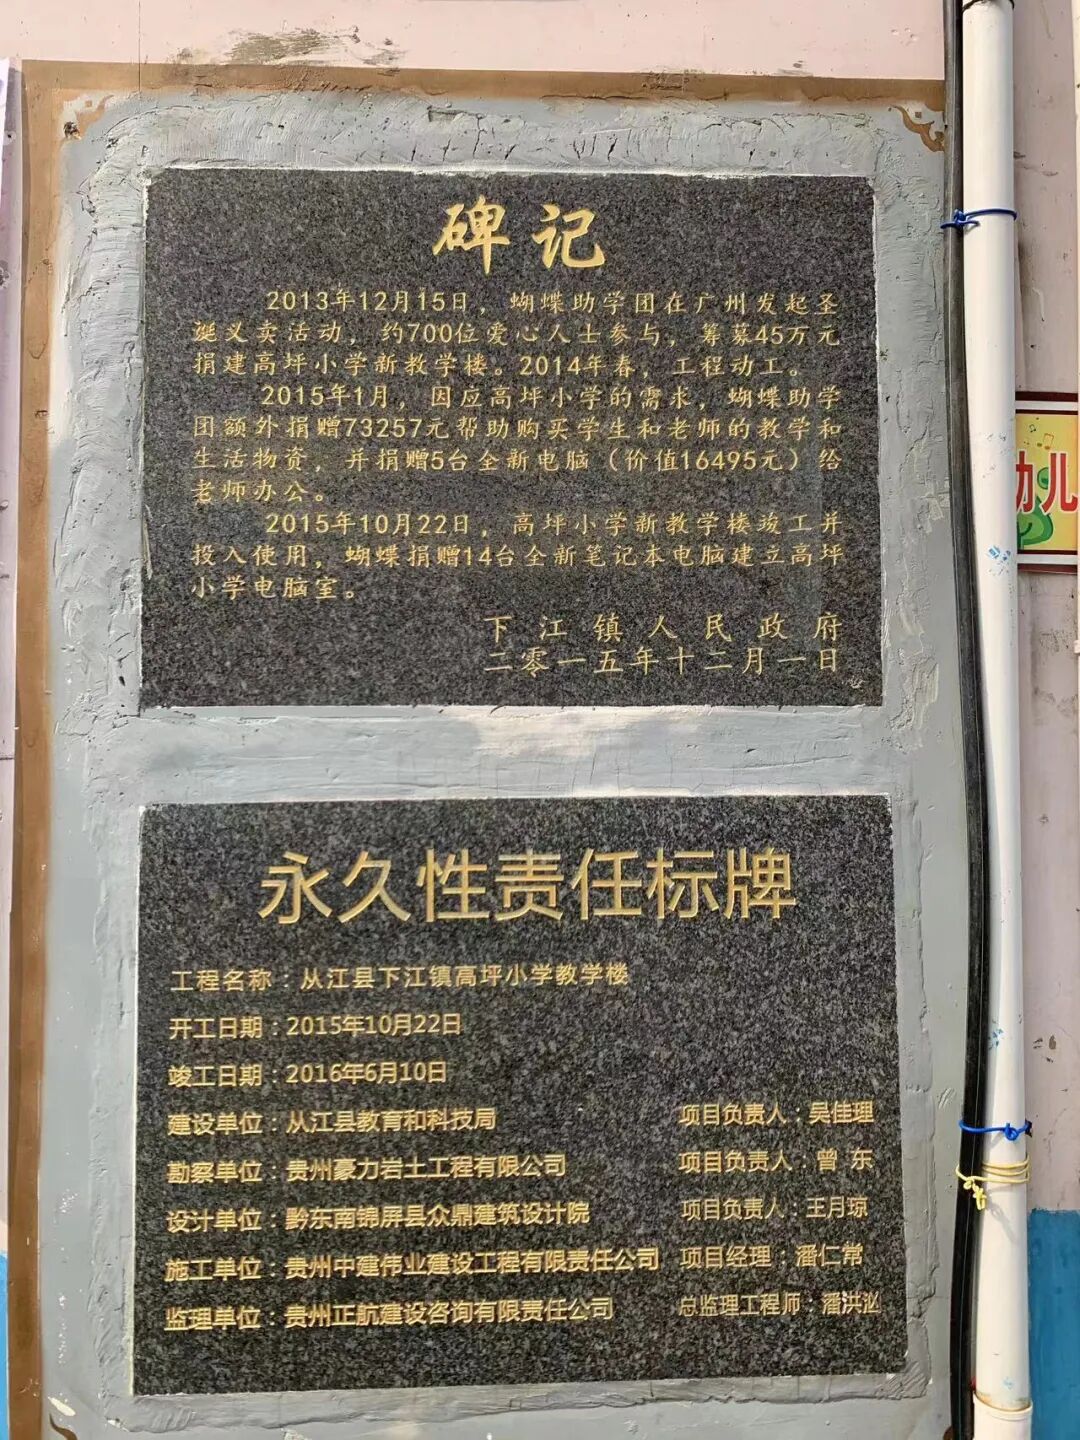 碑记
2013年12月15日，蝴蝶助学团在广州发起圣
诞义卖活动，约700位爱心人士参与，筹募45万元
捐建高坪小学新教学楼。2014年春，工程动工。
2015年1月，因应高坪小学的需求，蝴蝶助学
团额外捐赠73257元帮助购买学生和老师的教学和
生活物资，并捐赠5台全新电脑（价值16495元）给
老师办公。
2015年10月22日，高坪小学新教学楼竣工并
投入使用，蝴蝶捐赠14台全新笔记本电脑建立高坪
小学电脑室。
下江镇人民政府
二零一五年十二月一日
永久性责任标牌
工程名称：从江县下江镇高坪小学教学楼
开工日期：2015年10月22日
竣工日期：2016年6月10日
建设单位：从江县教育和科技局 项目负责人：吴佳理
勘察单位：贵州豪力岩土工程有限公司 项目负责人：曾东
设计单位：黔东南锦屏县众鼎建筑设计院 项目负责人：王月琼
施工单位：贵州中建伟业建设工程有限责任公司 项目经理：潘仁常
监理单位：贵州正航建设咨询有限责任公司 总监理工程师：潘洪泓
幼儿